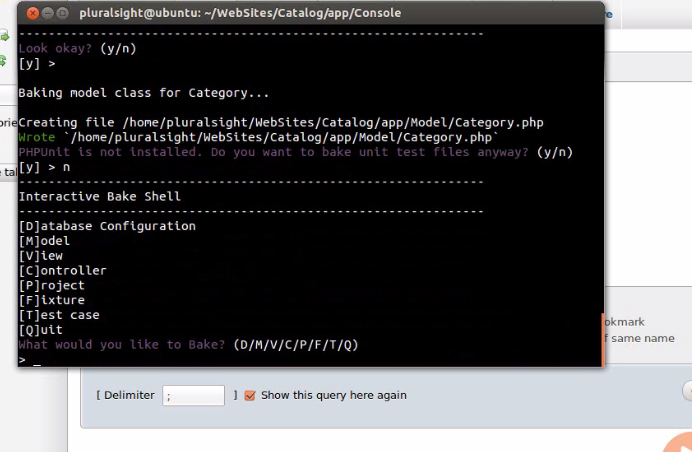 pluralsight@ubuntu: ~/WebSites/Catalog/app/Console
---------------------------------------------------------------
Look okay? (y/n)
[y] >
Baking model class for Category...
Creating file /home/pluralsight/WebSites/Catalog/app/Model/Category.php
Wrote `/home/pluralsight/WebSites/Catalog/app/Model/Category.php`
PHPUnit is not installed. Do you want to bake unit test files anyway? (y/n)
[y] > n
---------------------------------------------------------------
Interactive Bake Shell
---------------------------------------------------------------
[D]atabase Configuration
[M]odel
[V]iew
[C]ontroller
[P]roject
[F]ixture
[T]est case
[Q]uit
What would you like to Bake? (D/M/V/C/P/F/T/Q)
> _
okmark
f same name
[ Delimiter ; ] Show this query here again